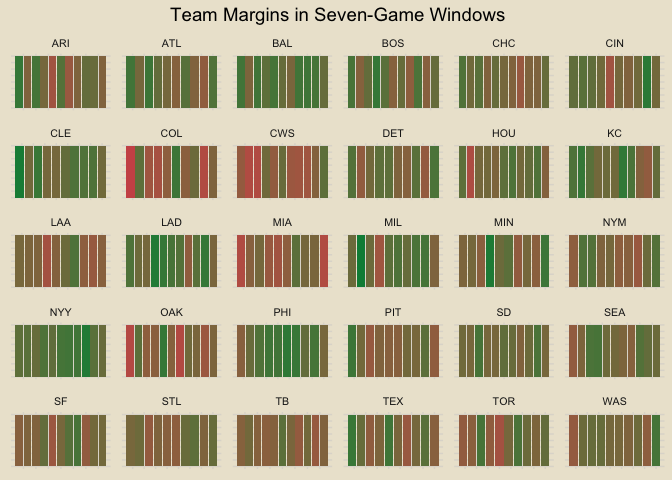 Team Margins in Seven-Game Windows
ARI ATL BAL BOS CHC CIN
CLE COL CWS DET HOU KC
LAA LAD MIA MIL MIN NYM
NYY OAK PHI PIT SD SEA
SF STL TB TEX TOR WAS